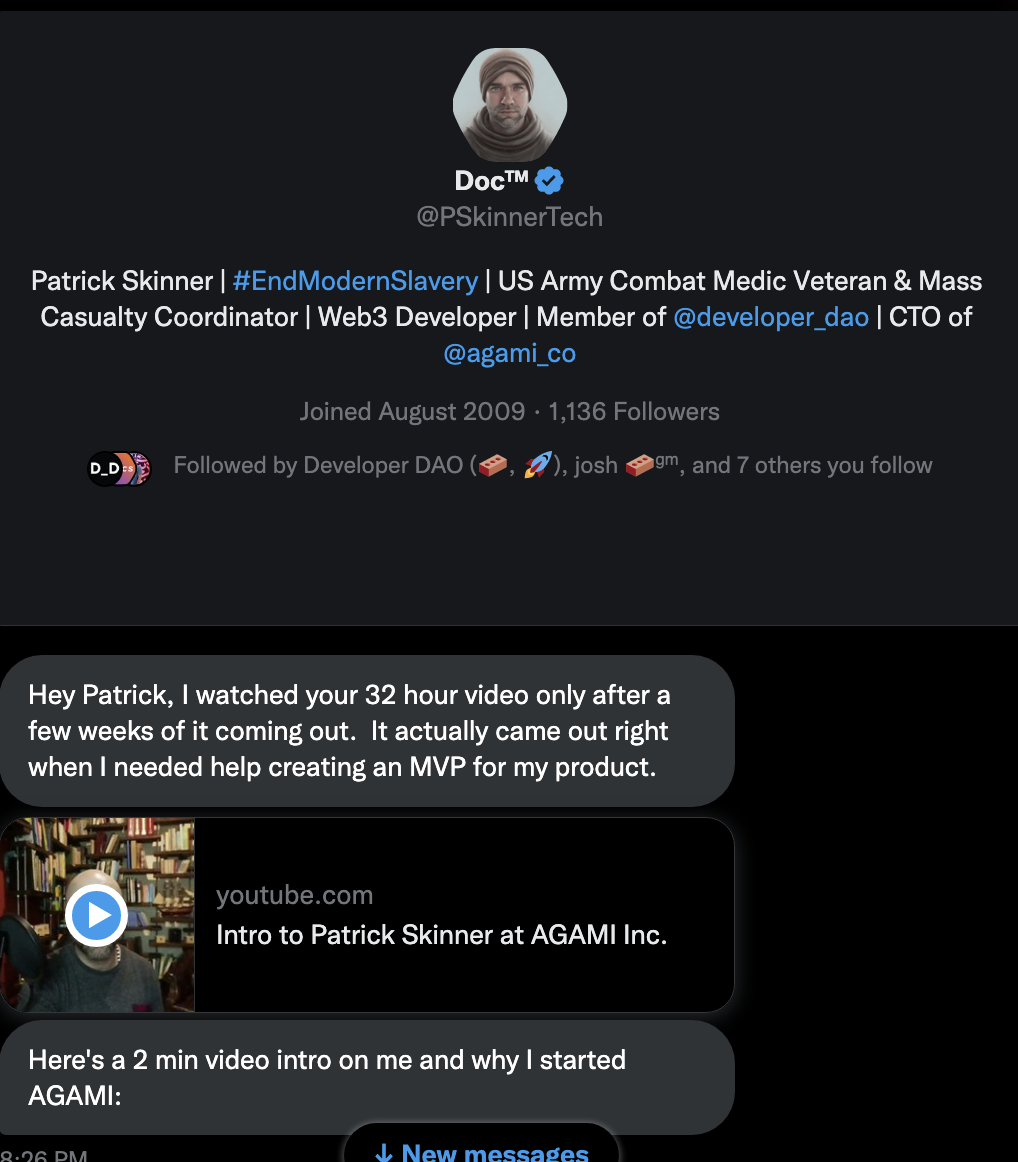 Doc™
@PSkinnerTech
Patrick Skinner | #EndModernSlavery | US Army Combat Medic Veteran & Mass
Casualty Coordinator | Web3 Developer | Member of @developer_dao | CTO of
@agami_co
Joined August 2009 · 1,136 Followers
D_D
Followed by Developer DAO (🧱, 🚀), josh 🧱ᵍᵐ, and 7 others you follow
Hey Patrick, I watched your 32 hour video only after a
few weeks of it coming out.  It actually came out right
when I needed help creating an MVP for my product.
youtube.com
Intro to Patrick Skinner at AGAMI Inc.
Here's a 2 min video intro on me and why I started
AGAMI:
8:26 PM
↓ New messages